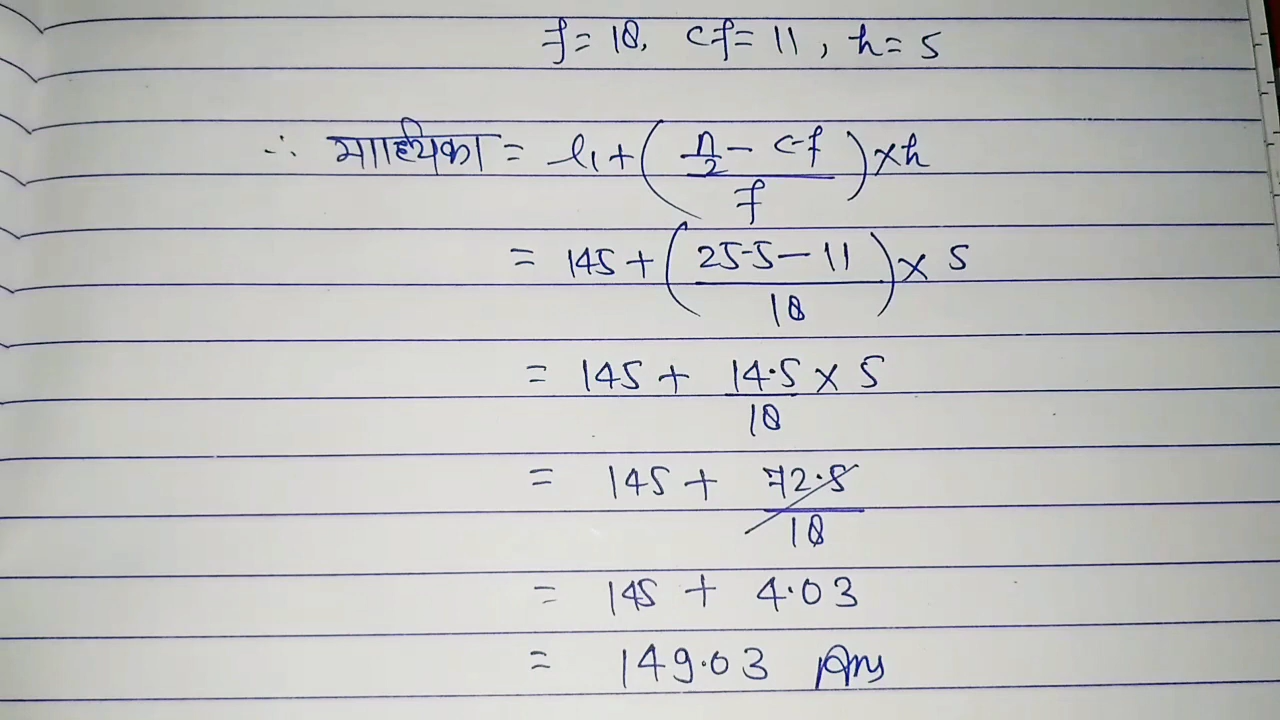 f = 18, cf = 11, h = 5
∴ माध्यिका = l₁ + ( (n/2 - cf) / f ) × h
= 145 + ( (25.5 - 11) / 18 ) × 5
= 145 + 14.5/18 × 5
= 145 + 72.5/18
= 145 + 4.03
= 149.03 Ans